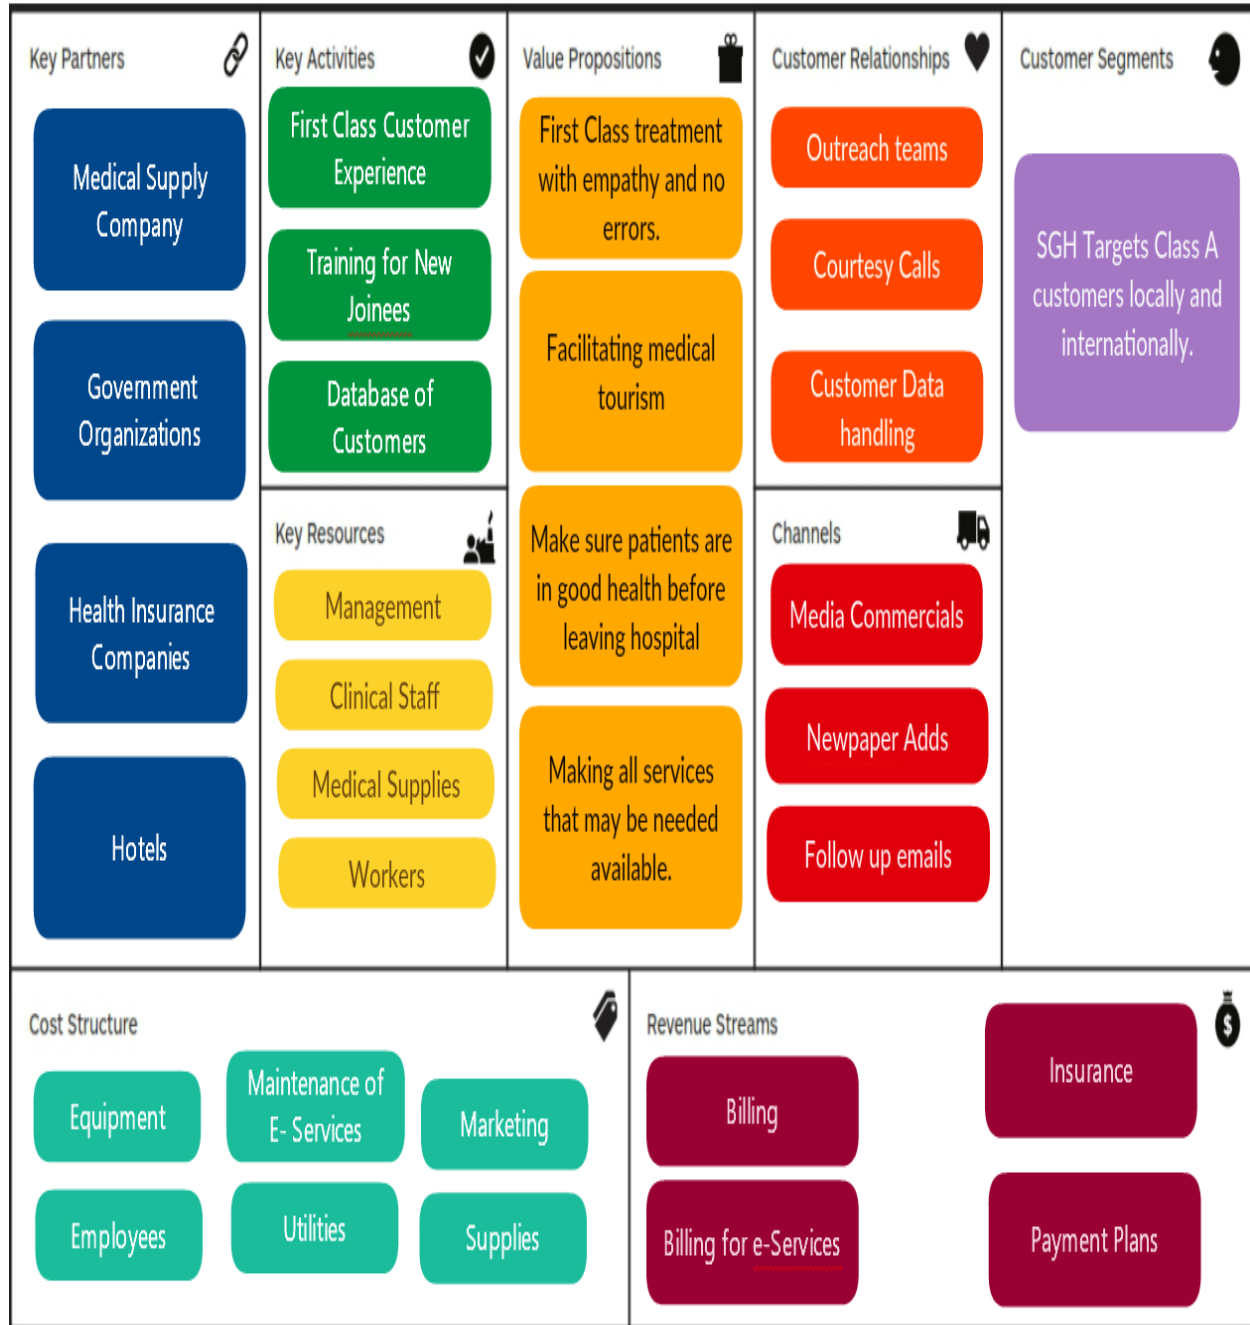 Key Partners
Medical Supply
Company
Government
Organizations
Health Insurance
Companies
Hotels
Key Activities
First Class Customer
Experience
Training for New
Joinees
Database of
Customers
Key Resources
Management
Clinical Staff
Medical Supplies
Workers
Value Propositions
First Class treatment
with empathy and no
errors.
Facilitating medical
tourism
Make sure patients are
in good health before
leaving hospital
Making all services
that may be needed
available.
Customer Relationships
Outreach teams
Courtesy Calls
Customer Data
handling
Channels
Media Commercials
Newpaper Adds
Follow up emails
Customer Segments
SGH Targets Class A
customers locally and
internationally.
Cost Structure
Equipment
Maintenance of
E- Services
Marketing
Employees
Utilities
Supplies
Revenue Streams
$
Billing
Insurance
Billing for e-Services
Payment Plans